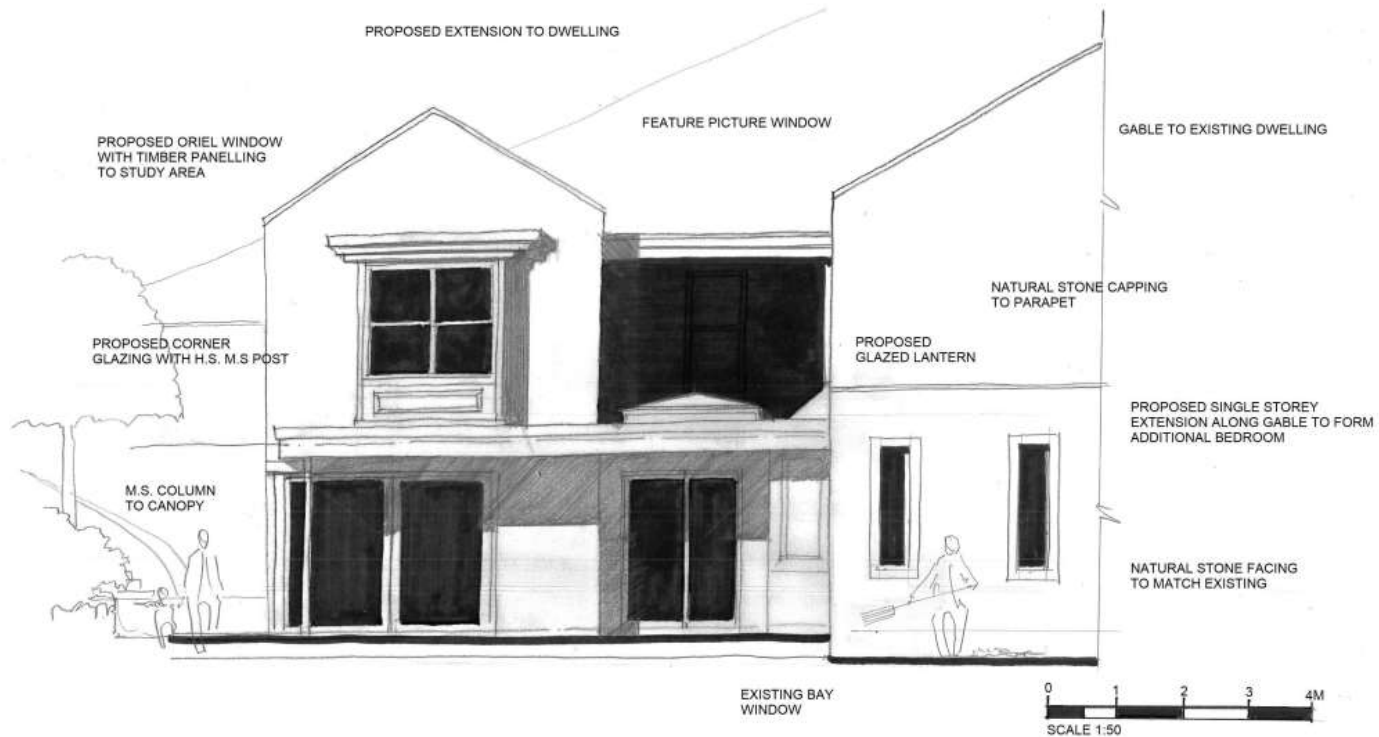 PROPOSED EXTENSION TO DWELLING
FEATURE PICTURE WINDOW
GABLE TO EXISTING DWELLING
PROPOSED ORIEL WINDOW
WITH TIMBER PANELLING
TO STUDY AREA
NATURAL STONE CAPPING
TO PARAPET
PROPOSED CORNER
GLAZING WITH H.S. M.S POST
PROPOSED
GLAZED LANTERN
PROPOSED SINGLE STOREY
EXTENSION ALONG GABLE TO FORM
ADDITIONAL BEDROOM
M.S. COLUMN
TO CANOPY
NATURAL STONE FACING
TO MATCH EXISTING
EXISTING BAY
WINDOW
0 1 2 3 4M
SCALE 1:50